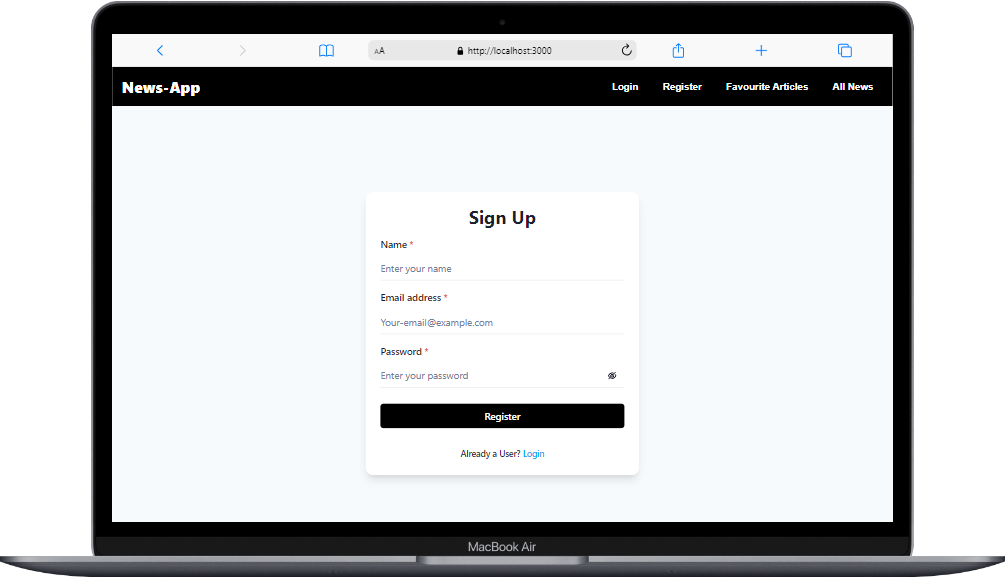 AA http://localhost:3000
News-App Login Register Favourite Articles All News
Sign Up
Name *
Enter your name
Email address *
Your-email@example.com
Password *
Enter your password
Register
Already a User? Login
MacBook Air